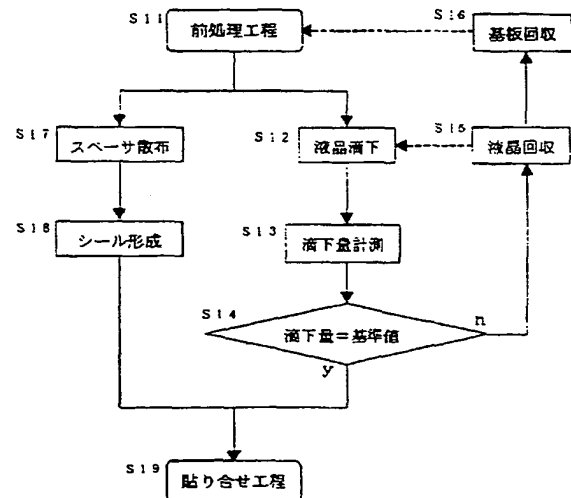 S11
前処理工程
S16
基板回収
S17
スペーサ散布
S12
液晶滴下
S15
液晶回収
S18
シール形成
S13
滴下量計測
S14
滴下量=基準値
n
y
S19
貼り合せ工程